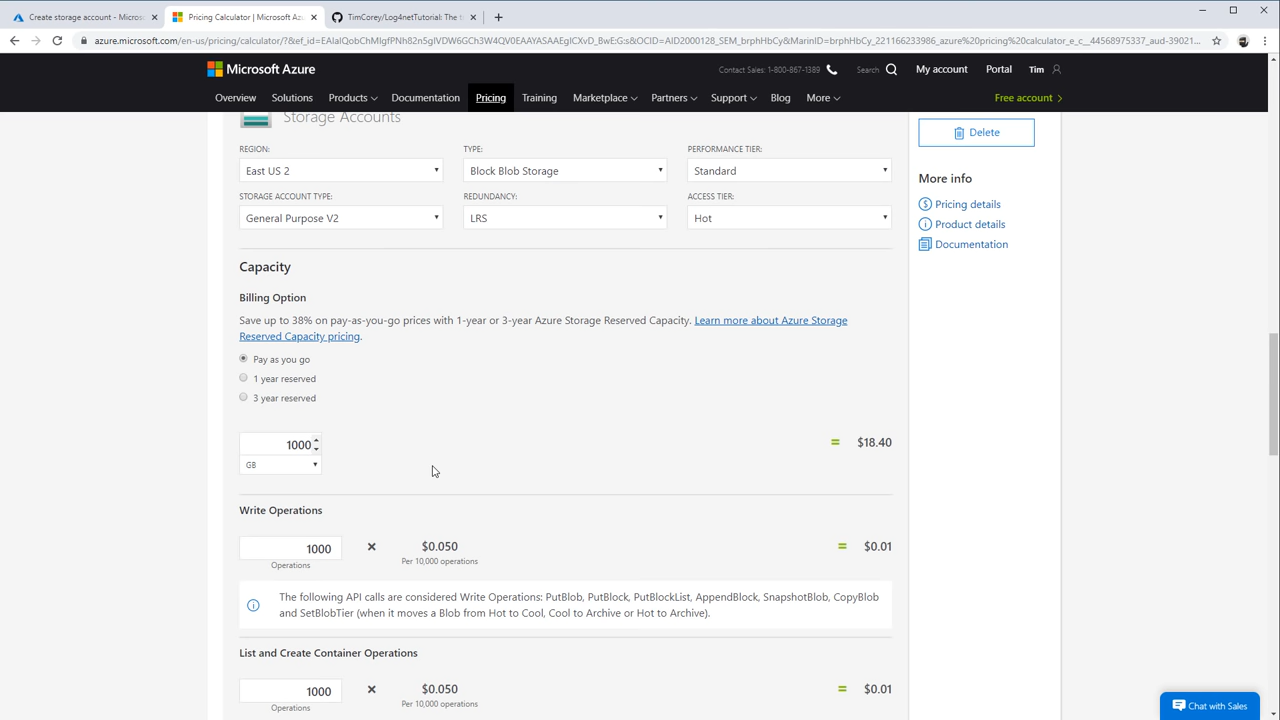 Create storage account - Microso
Pricing Calculator | Microsoft Azu
TimCorey/Log4netTutorial: The t
azure.microsoft.com/en-us/pricing/calculator/?&ef_id=EAIaIQobChMIgfPNh82n5gIVDW6GCh3W4QV0EAAYASAAEgICXvD_BwE:G:s&OCID=AID2000128_SEM_brphHbCy&MarinID=brphHbCy_221166233986_azure%20pricing%20calculator_e_c__44568975337_aud-39021...
Microsoft Azure
Contact Sales: 1-800-867-1389
Search
My account
Portal
Tim
Overview
Solutions
Products
Documentation
Pricing
Training
Marketplace
Partners
Support
Blog
More
Free account
Storage Accounts
Delete
REGION:
TYPE:
PERFORMANCE TIER:
East US 2
Block Blob Storage
Standard
STORAGE ACCOUNT TYPE:
REDUNDANCY:
ACCESS TIER:
General Purpose V2
LRS
Hot
More info
Pricing details
Product details
Documentation
Capacity
Billing Option
Save up to 38% on pay-as-you-go prices with 1-year or 3-year Azure Storage Reserved Capacity. Learn more about Azure Storage
Reserved Capacity pricing.
Pay as you go
1 year reserved
3 year reserved
1000
= $18.40
GB
Write Operations
1000 × $0.050 = $0.01
Operations
Per 10,000 operations
The following API calls are considered Write Operations: PutBlob, PutBlock, PutBlockList, AppendBlock, SnapshotBlob, CopyBlob
and SetBlobTier (when it moves a Blob from Hot to Cool, Cool to Archive or Hot to Archive).
List and Create Container Operations
1000 × $0.050 = $0.01
Operations
Per 10,000 operations
Chat with Sales